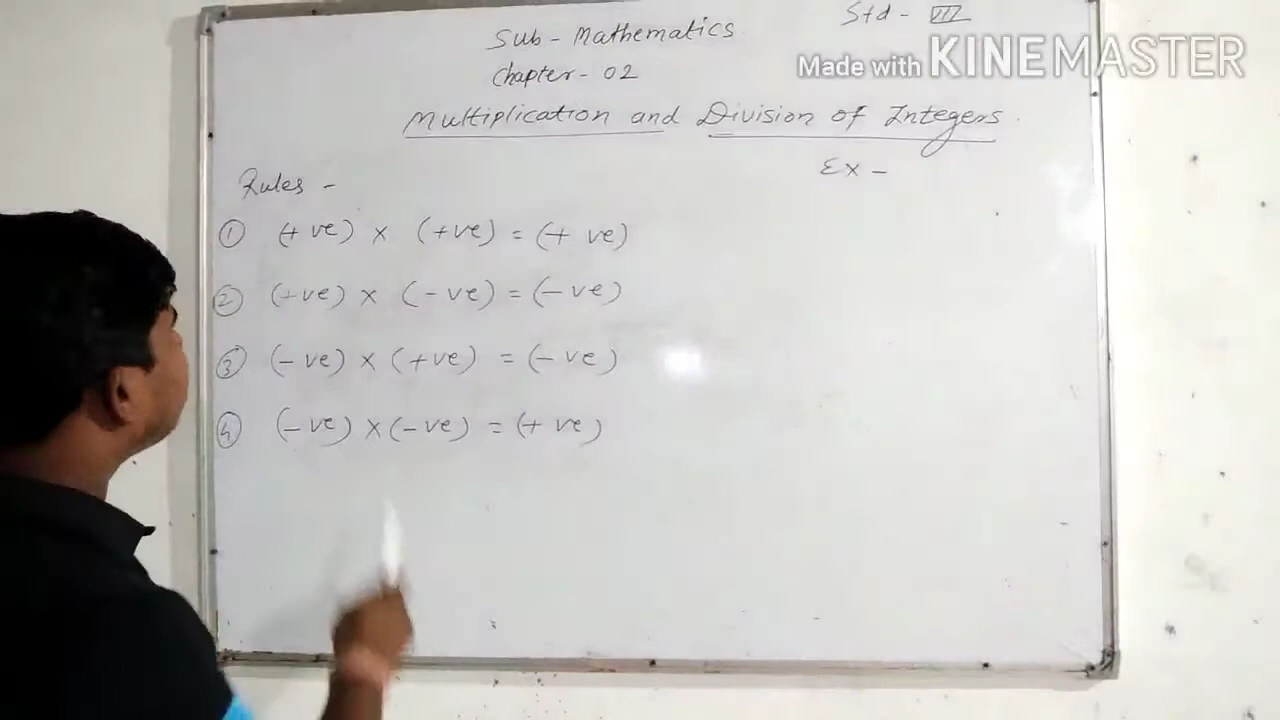 Sub - Mathematics
Std - VII
Made with KINEMASTER
Chapter - 02
Multiplication and Division of Integers.
Ex -
Rules -
① (+ ve) × (+ve) = (+ ve)
② (+ve) × (-ve) = (-ve)
③ (- ve) × (+ve) = (- ve)
④ (- ve) × (- ve) = (+ ve)